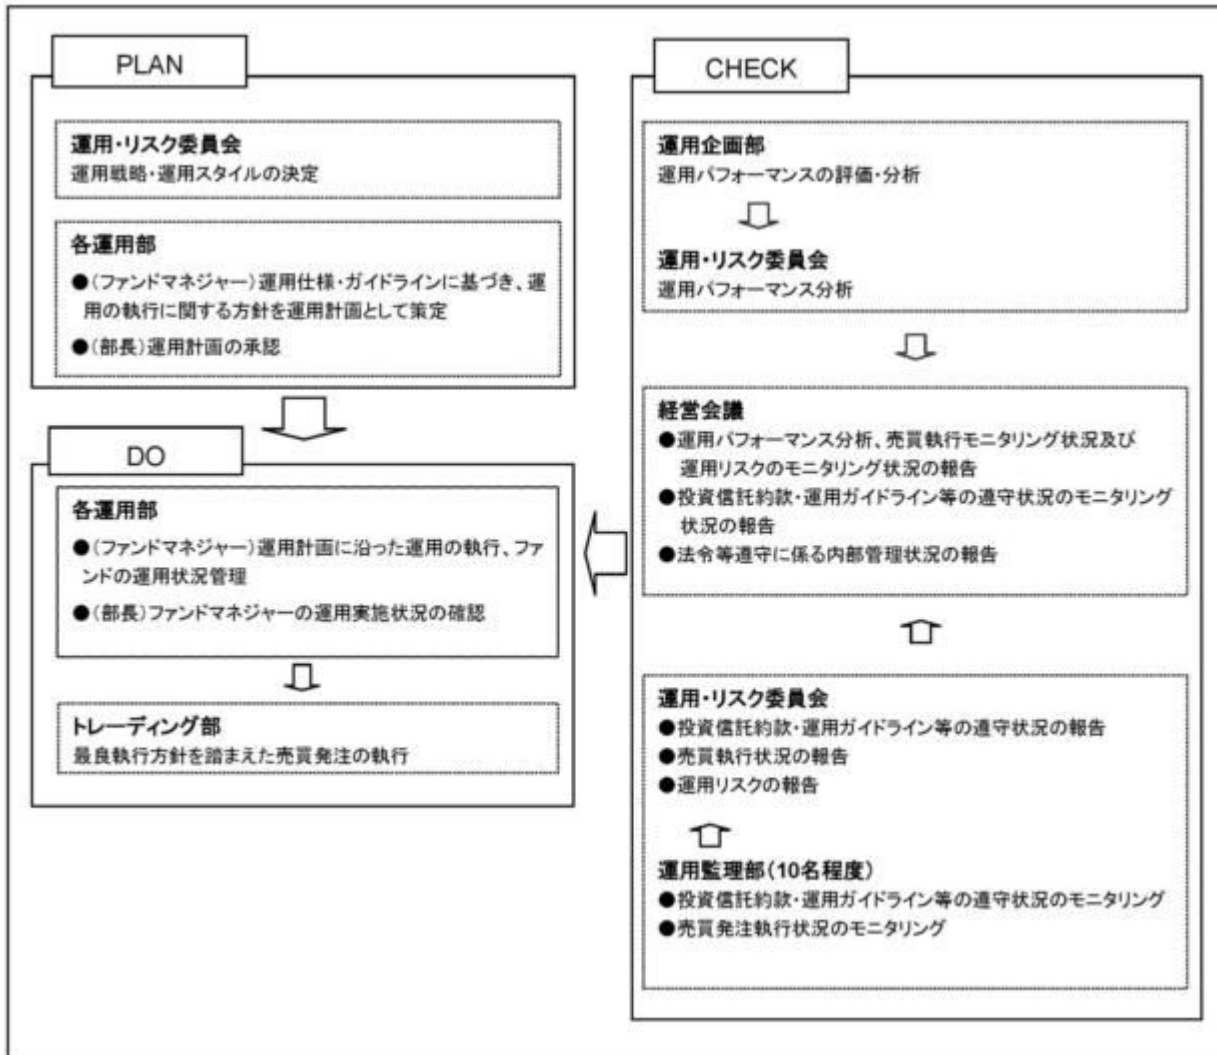 PLAN
運用・リスク委員会
運用戦略・運用スタイルの決定
各運用部
●(ファンドマネジャー)運用仕様・ガイドラインに基づき、運
用の執行に関する方針を運用計画として策定
●(部長)運用計画の承認
DO
各運用部
●(ファンドマネジャー)運用計画に沿った運用の執行、ファ
ンドの運用状況管理
●(部長)ファンドマネジャーの運用実施状況の確認
トレーディング部
最良執行方針を踏まえた売買発注の執行
CHECK
運用企画部
運用パフォーマンスの評価・分析
運用・リスク委員会
運用パフォーマンス分析
経営会議
●運用パフォーマンス分析、売買執行モニタリング状況及び
運用リスクのモニタリング状況の報告
●投資信託約款・運用ガイドライン等の遵守状況のモニタリング
状況の報告
●法令等遵守に係る内部管理状況の報告
運用・リスク委員会
●投資信託約款・運用ガイドライン等の遵守状況の報告
●売買執行状況の報告
●運用リスクの報告
運用監理部(10名程度)
●投資信託約款・運用ガイドライン等の遵守状況のモニタリング
●売買発注執行状況のモニタリング